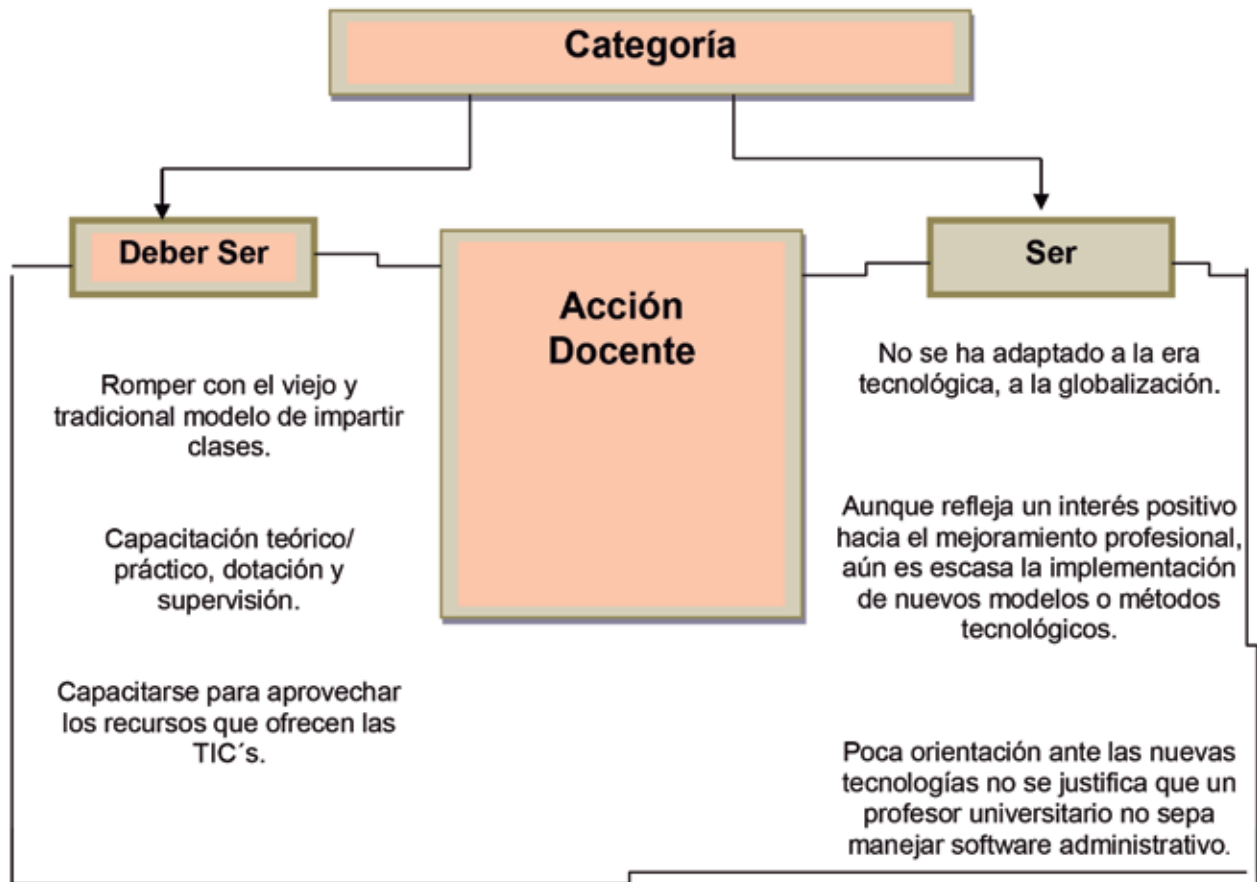 Categoría
Deber Ser
Acción
Docente
Ser
Romper con el viejo y
tradicional modelo de impartir
clases.
Capacitación teórico/
práctico, dotación y
supervisión.
Capacitarse para aprovechar
los recursos que ofrecen las
TIC´s.
No se ha adaptado a la era
tecnológica, a la globalización.
Aunque refleja un interés positivo
hacia el mejoramiento profesional,
aún es escasa la implementación
de nuevos modelos o métodos
tecnológicos.
Poca orientación ante las nuevas
tecnologías no se justifica que un
profesor universitario no sepa
manejar software administrativo.